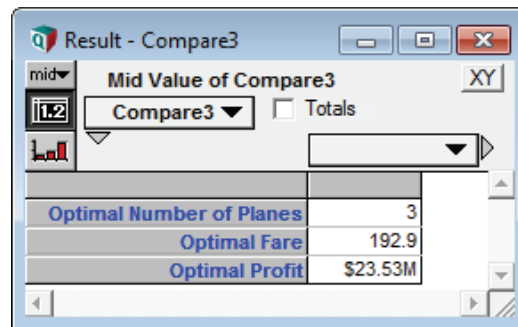 Result - Compare3
mid
Mid Value of Compare3
XY
1.2
Compare3
Totals
Optimal Number of Planes 3
Optimal Fare 192.9
Optimal Profit $23.53M